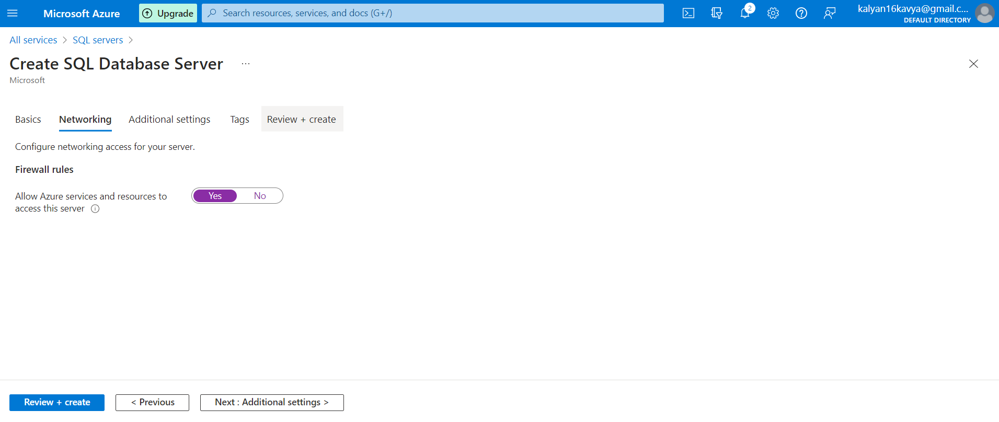 Microsoft Azure
Upgrade
Search resources, services, and docs (G+/)
2
kalyan16kavya@gmail.c...
DEFAULT DIRECTORY
All services > SQL servers >
Create SQL Database Server ...
Microsoft
Basics Networking Additional settings Tags Review + create
Configure networking access for your server.
Firewall rules
Allow Azure services and resources to
access this server
Yes No
Review + create < Previous Next : Additional settings >